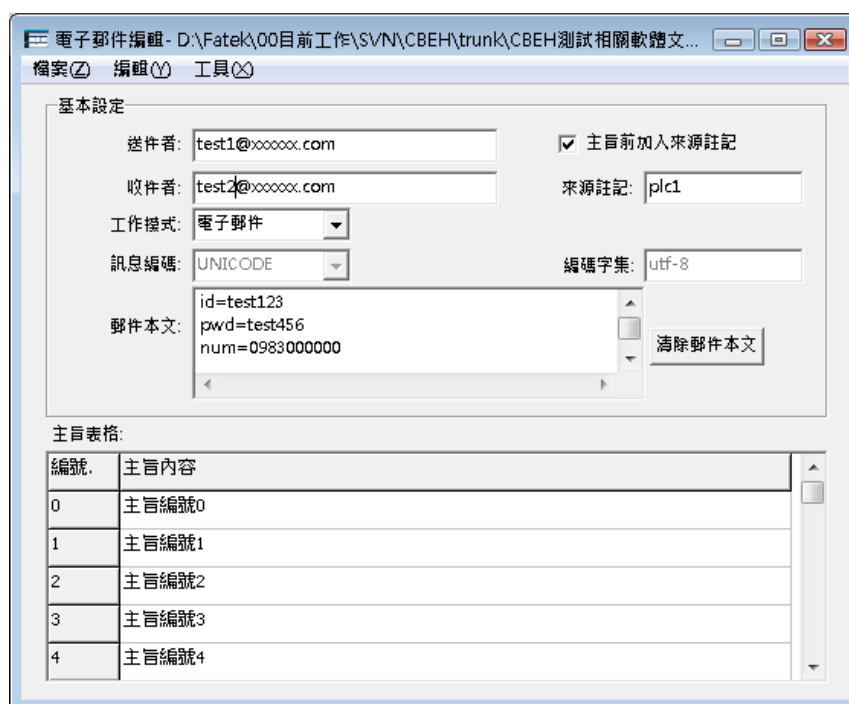 電子郵件編輯- D:\Fatek\00目前工作\SVN\CBEH\trunk\CBEH測試相關軟體文...
檔案(Z) 編輯(Y) 工具(X)
基本設定
送件者: test1@xxxxxx.com
主旨前加入來源註記
收件者: test2@xxxxxx.com
來源註記: plc1
工作模式: 電子郵件
訊息編碼: UNICODE
編碼字集: utf-8
郵件本文:
id=test123
pwd=test456
num=0983000000
清除郵件本文
主旨表格:
編號. 主旨內容
0 主旨編號0
1 主旨編號1
2 主旨編號2
3 主旨編號3
4 主旨編號4